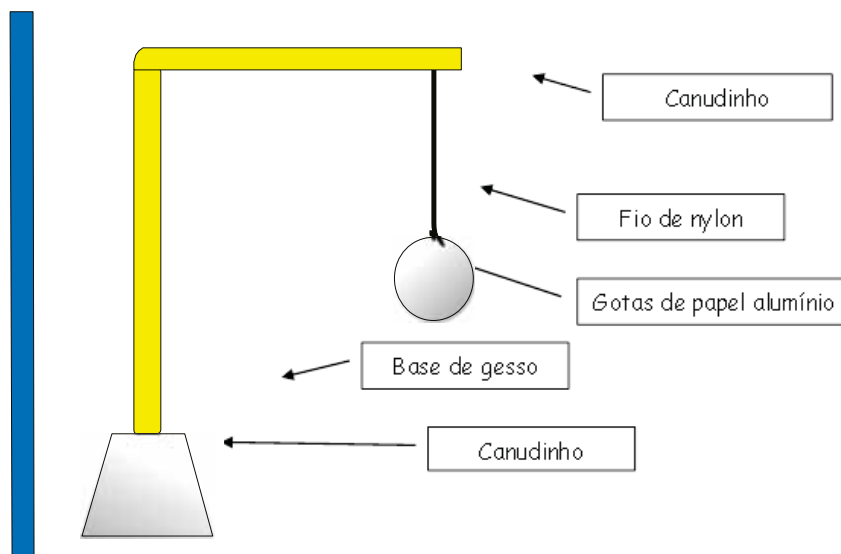 Canudinho
Fio de nylon
Gotas de papel alumínio
Base de gesso
Canudinho